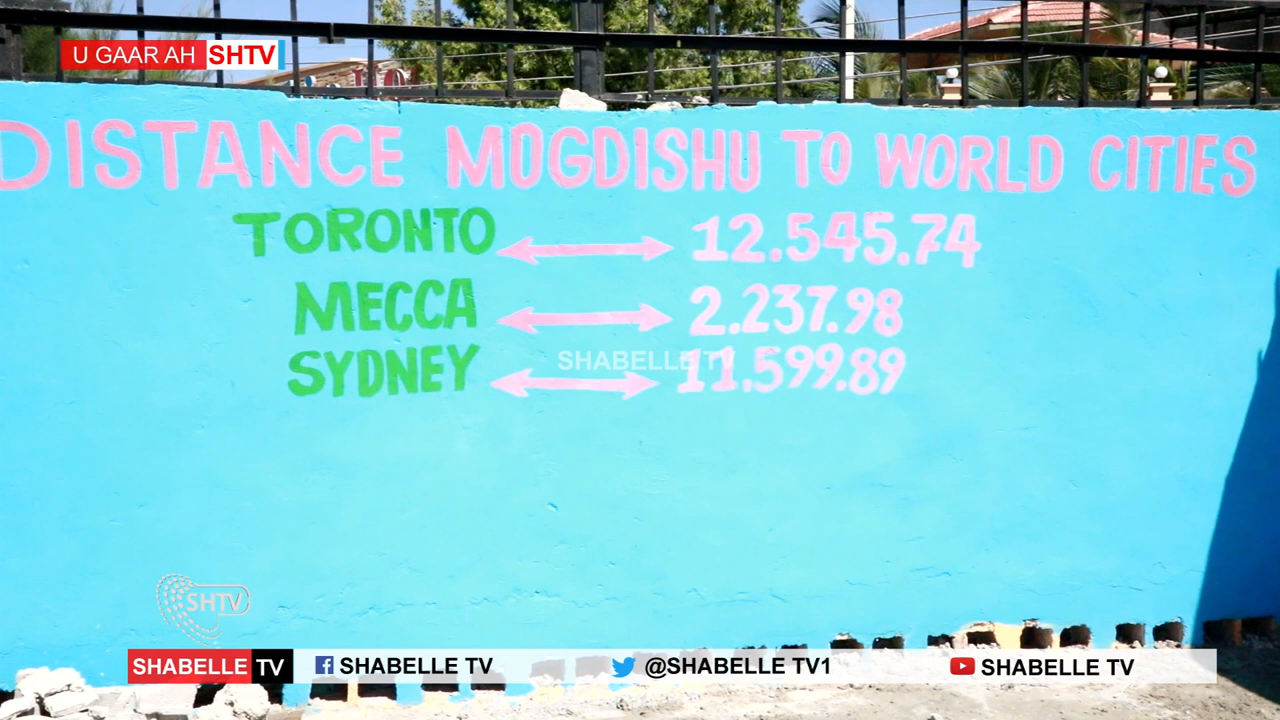 U GAAR AH SHTV
DISTANCE MOGDISHU TO WORLD CITIES
TORONTO 12.545.74
MECCA 2.237.98
SYDNEY 11.599.89
SHABELLE TV
SHTV
SHABELLE TV SHABELLE TV @SHABELLE TV1 SHABELLE TV